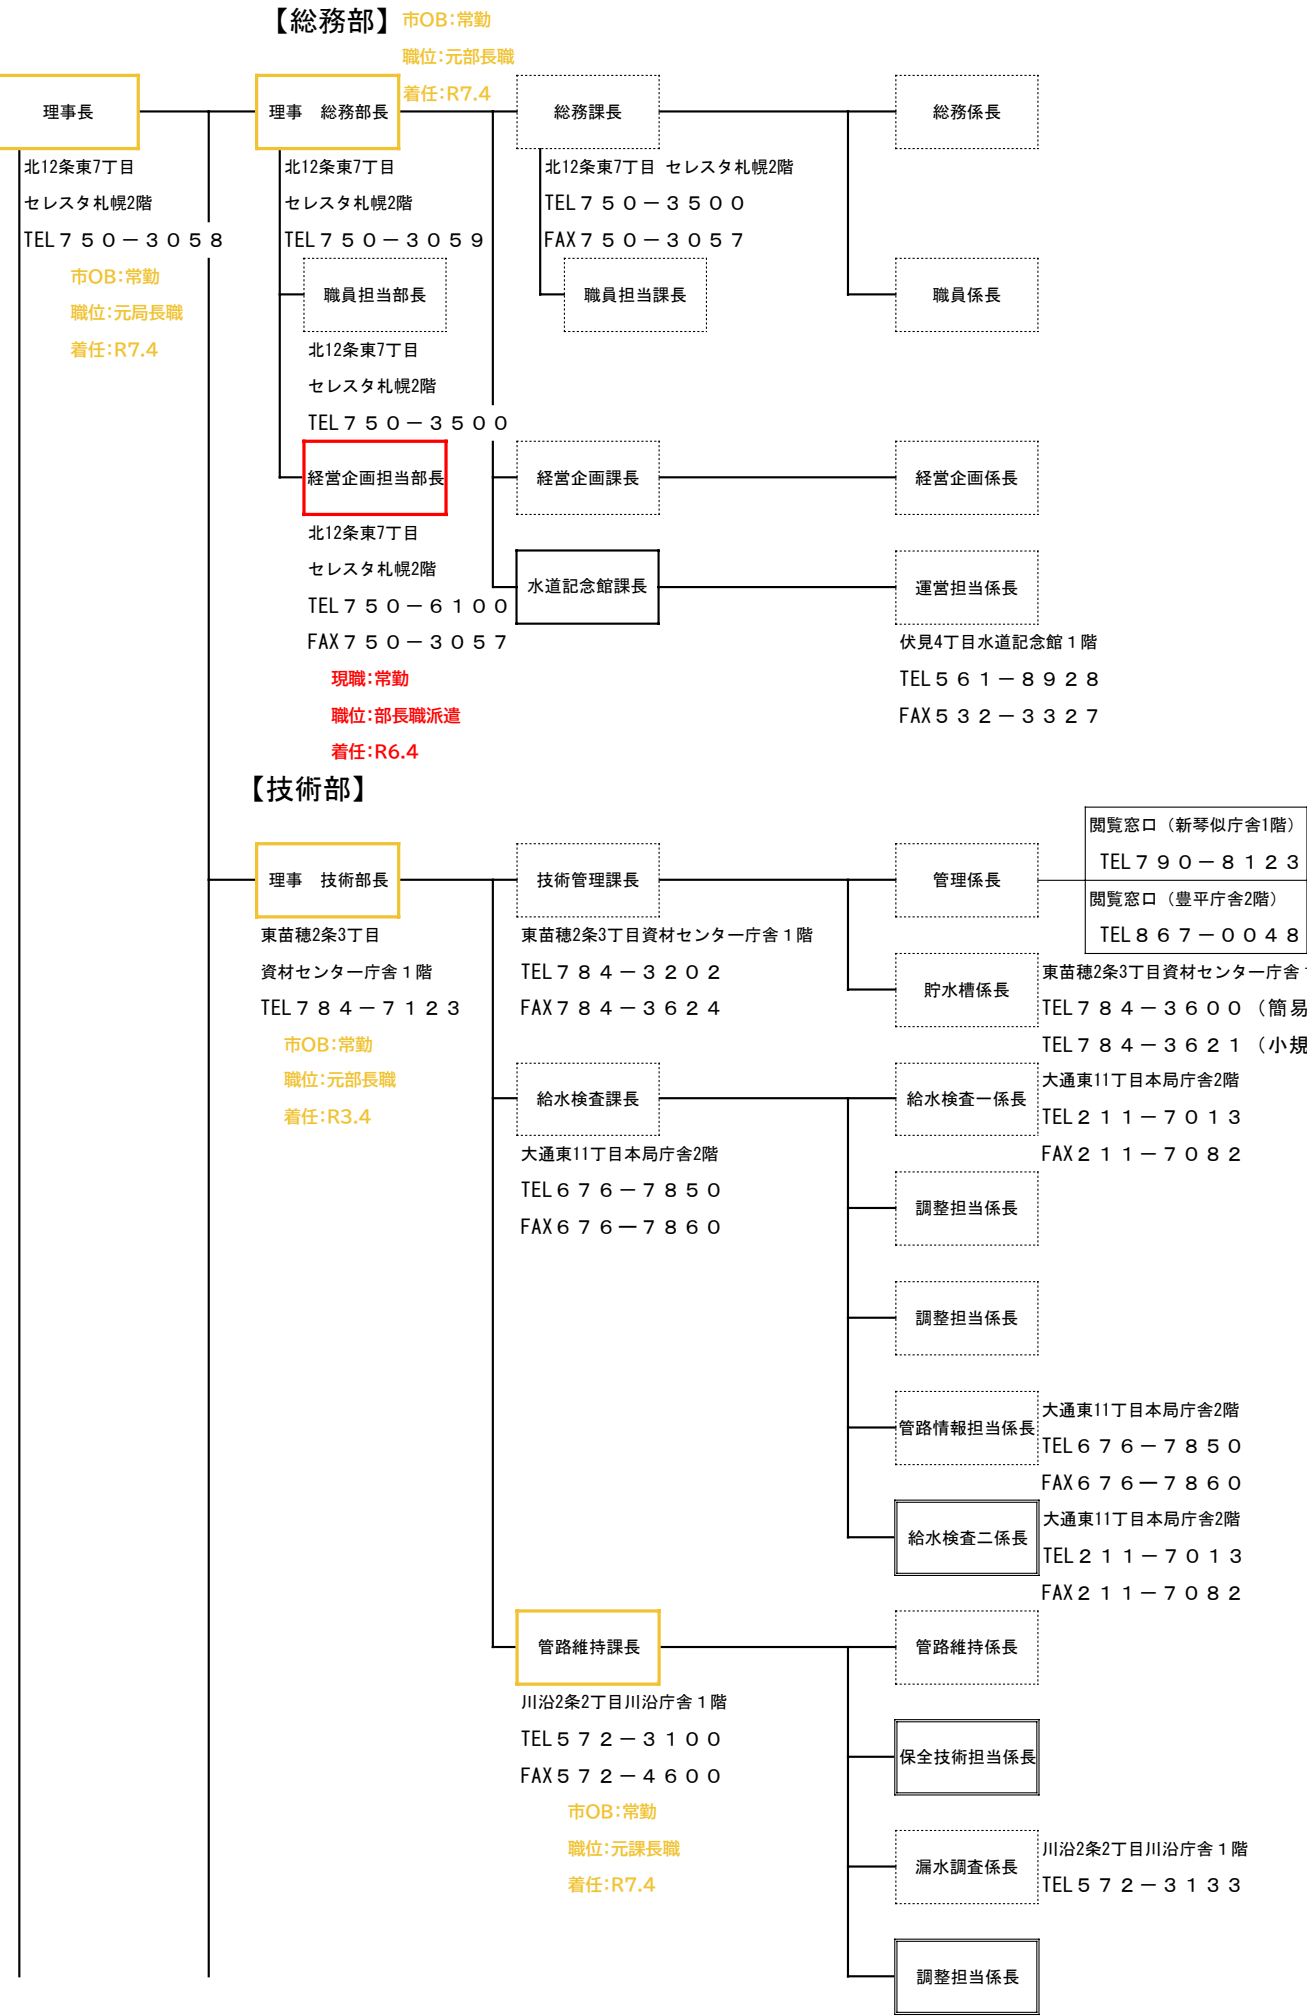 【総務部】
市OB:常勤
職位:元部長職
着任:R7.4
理事長
理事　総務部長
総務課長
総務係長
北12条東7丁目
セレスタ札幌2階
TEL７５０－３０５８
市OB:常勤
職位:元局長職
着任:R7.4
北12条東7丁目
セレスタ札幌2階
TEL７５０－３０５９
北12条東7丁目 セレスタ札幌2階
TEL７５０－３５００
FAX７５０－３０５７
職員担当部長
職員担当課長
職員係長
北12条東7丁目
セレスタ札幌2階
TEL７５０－３５００
経営企画担当部長
経営企画課長
経営企画係長
北12条東7丁目
セレスタ札幌2階
TEL７５０－６１００
FAX７５０－３０５７
現職:常勤
職位:部長職派遣
着任:R6.4
水道記念館課長
運営担当係長
伏見4丁目水道記念館１階
TEL５６１－８９２８
FAX５３２－３３２７
【技術部】
理事　技術部長
技術管理課長
管理係長
閲覧窓口（新琴似庁舎1階）
TEL７９０－８１２３
閲覧窓口（豊平庁舎2階）
TEL８６７－００４８
東苗穂2条3丁目
資材センター庁舎１階
TEL７８４－７１２３
市OB:常勤
職位:元部長職
着任:R3.4
東苗穂2条3丁目資材センター庁舎１階
TEL７８４－３２０２
FAX７８４－３６２４
貯水槽係長
東苗穂2条3丁目資材センター庁舎
TEL７８４－３６００（簡易
TEL７８４－３６２１（小規
給水検査課長
大通東11丁目本局庁舎2階
TEL６７６－７８５０
FAX６７６－７８６０
給水検査一係長
大通東11丁目本局庁舎2階
TEL２１１－７０１３
FAX２１１－７０８２
調整担当係長
調整担当係長
管路情報担当係長
大通東11丁目本局庁舎2階
TEL６７６－７８５０
FAX６７６－７８６０
給水検査二係長
大通東11丁目本局庁舎2階
TEL２１１－７０１３
FAX２１１－７０８２
管路維持課長
管路維持係長
川沿2条2丁目川沿庁舎１階
TEL５７２－３１００
FAX５７２－４６００
市OB:常勤
職位:元課長職
着任:R7.4
保全技術担当係長
漏水調査係長
川沿2条2丁目川沿庁舎１階
TEL５７２－３１３３
調整担当係長